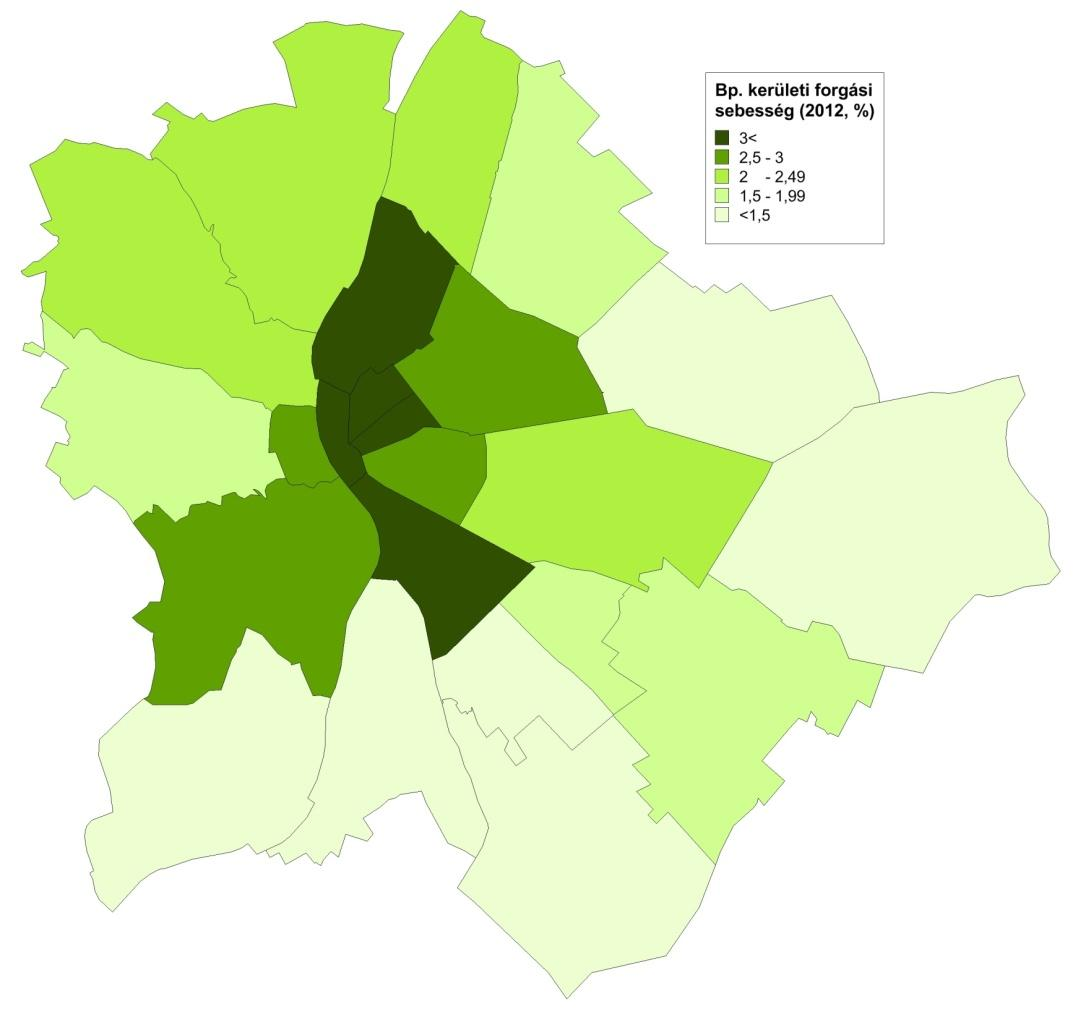 Bp. kerületi forgási
sebesség (2012, %)
3<
2,5 - 3
2 - 2,49
1,5 - 1,99
<1,5